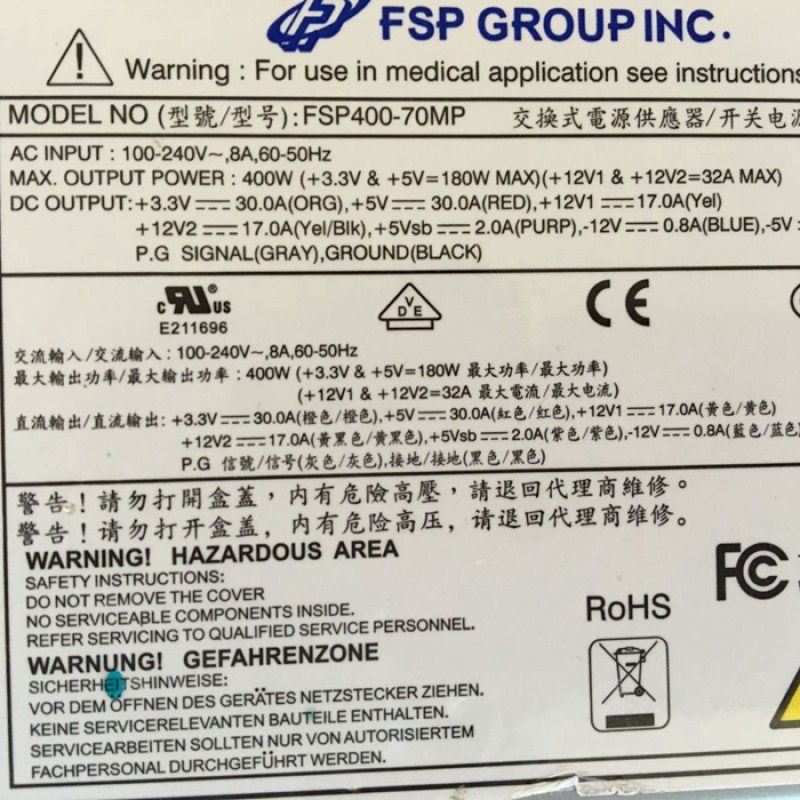 FSP GROUP INC.
Warning : For use in medical application see instructions
MODEL NO (型號/型号):FSP400-70MP 交換式電源供應器/开关电源
AC INPUT : 100-240V~,8A,60-50Hz
MAX. OUTPUT POWER : 400W (+3.3V & +5V=180W MAX)(+12V1 & +12V2=32A MAX)
DC OUTPUT:+3.3V ⎓ 30.0A(ORG),+5V ⎓ 30.0A(RED),+12V1 ⎓ 17.0A(Yel)
+12V2 ⎓ 17.0A(Yel/Blk),+5Vsb ⎓ 2.0A(PURP),-12V ⎓ 0.8A(BLUE),-5V
P.G SIGNAL(GRAY),GROUND(BLACK)
c RU® US
E211696
VDE
CE
交流輸入/交流输入 : 100-240V~,8A,60-50Hz
最大輸出功率/最大输出功率 : 400W (+3.3V & +5V=180W 最大功率/最大功率)
(+12V1 & +12V2=32A 最大電流/最大电流)
直流輸出/直流输出: +3.3V ⎓ 30.0A(橙色/橙色),+5V ⎓ 30.0A(紅色/红色),+12V1 ⎓ 17.0A(黃色/黄色)
+12V2 ⎓ 17.0A(黃黑色/黄黑色),+5Vsb ⎓ 2.0A(紫色/紫色),-12V ⎓ 0.8A(藍色/蓝色)
P.G 信號/信号(灰色/灰色),接地/接地(黑色/黑色)
警告！請勿打開盒蓋，內有危險高壓，請退回代理商維修。
警告！请勿打开盒盖，内有危险高压，请退回代理商维修。
WARNING! HAZARDOUS AREA
SAFETY INSTRUCTIONS:
DO NOT REMOVE THE COVER
NO SERVICEABLE COMPONENTS INSIDE.
REFER SERVICING TO QUALIFIED SERVICE PERSONNEL.
WARNUNG! GEFAHRENZONE
SICHERHEITSHINWEISE:
VOR DEM ÖFFNEN DES GERÄTES NETZSTECKER ZIEHEN.
KEINE SERVICERELEVANTEN BAUTEILE ENTHALTEN.
SERVICEARBEITEN SOLLTEN NUR VON AUTORISIERTEM
FACHPERSONAL DURCHGEFÜHRT WERDEN.
RoHS
FC